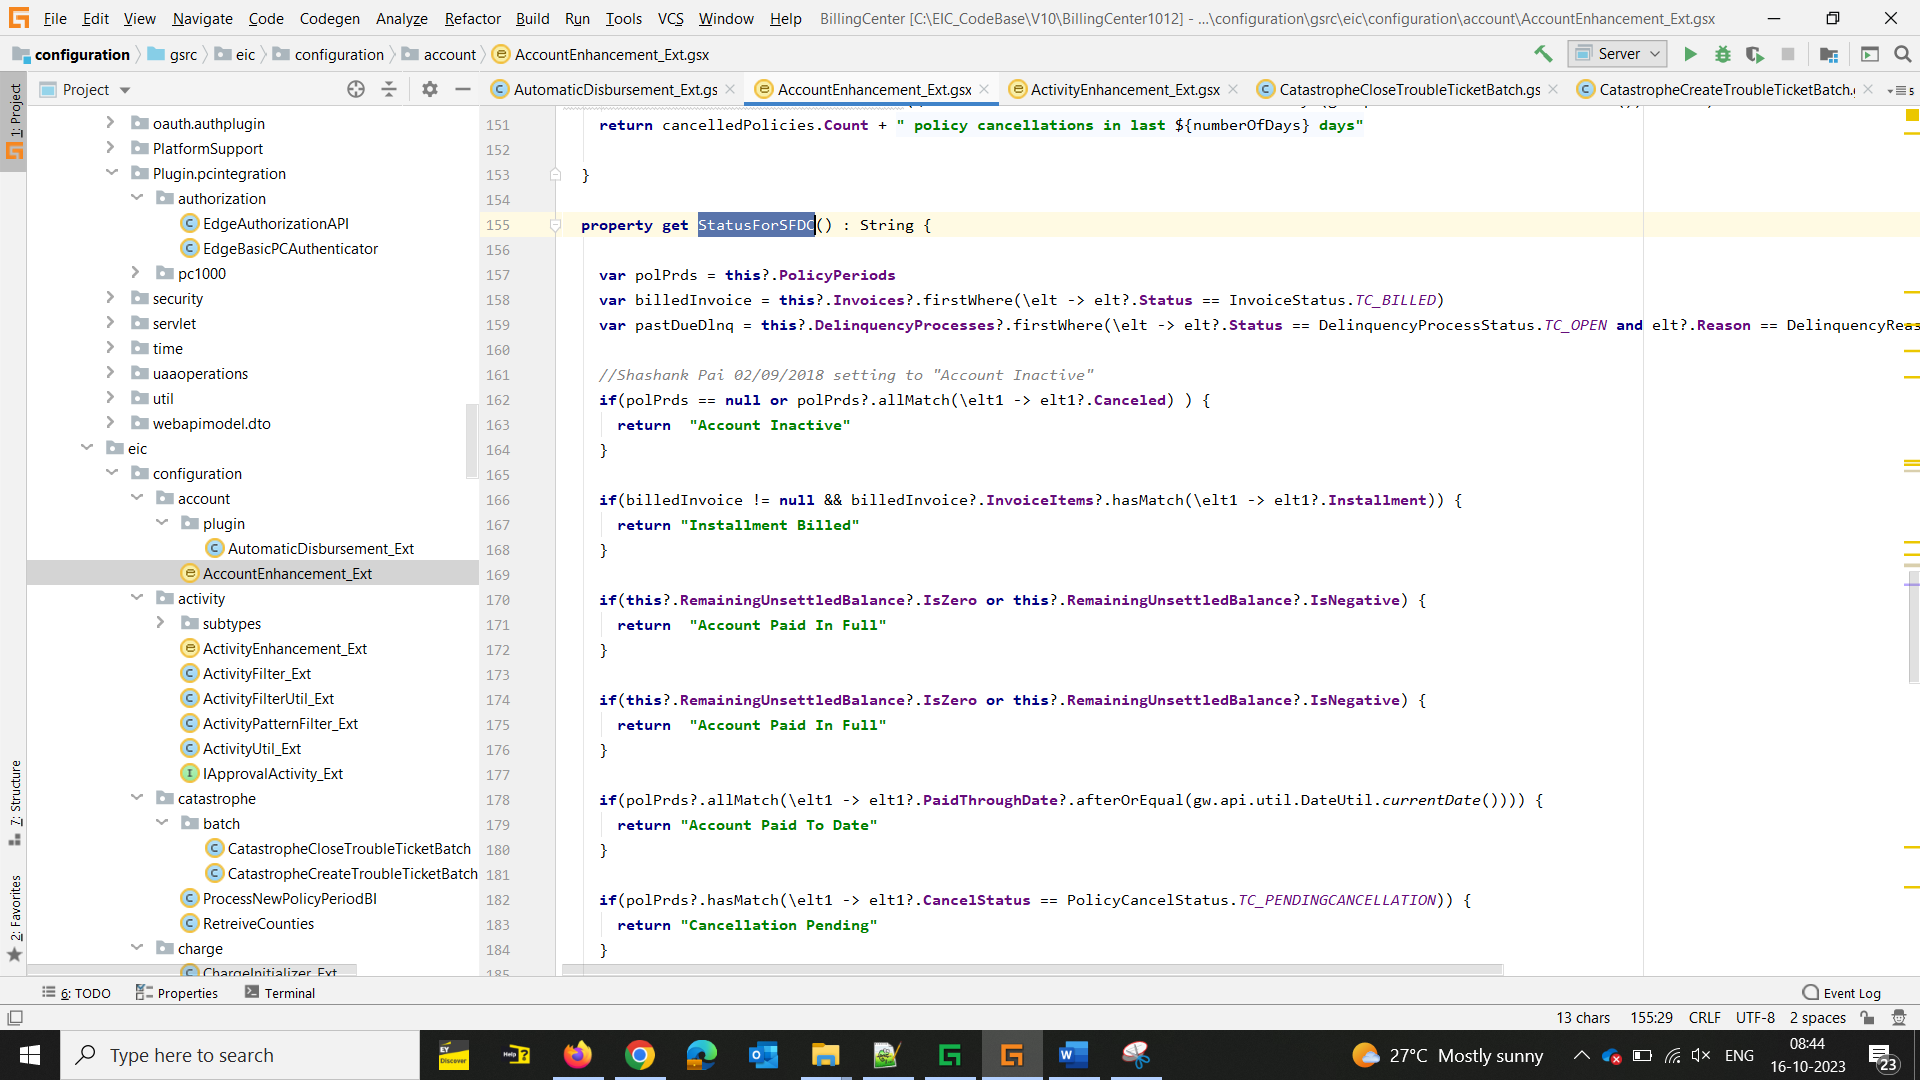 File Edit View Navigate Code Codegen Analyze Refactor Build Run Tools VCS Window Help BillingCenter [C:\EIC_CodeBase\V10\BillingCenter1012] - ...\configuration\gsrc\eic\configuration\account\AccountEnhancement_Ext.gsx
configuration gsrc eic configuration account AccountEnhancement_Ext.gsx Server
Project AutomaticDisbursement_Ext.gs AccountEnhancement_Ext.gsx ActivityEnhancement_Ext.gsx CatastropheCloseTroubleTicketBatch.gs CatastropheCreateTroubleTicketBatch. 5
1: Project
7: Structure
2: Favorites
oauth.authplugin
PlatformSupport
Plugin.pcintegration
authorization
EdgeAuthorizationAPI
EdgeBasicPCAuthenticator
pc1000
security
servlet
time
uaaoperations
util
webapimodel.dto
eic
configuration
account
plugin
AutomaticDisbursement_Ext
AccountEnhancement_Ext
activity
subtypes
ActivityEnhancement_Ext
ActivityFilter_Ext
ActivityFilterUtil_Ext
ActivityPatternFilter_Ext
ActivityUtil_Ext
IApprovalActivity_Ext
catastrophe
batch
CatastropheCloseTroubleTicketBatch
CatastropheCreateTroubleTicketBatch
ProcessNewPolicyPeriodBI
RetreiveCounties
charge
ChargeInitializer_Ext
151 return cancelledPolicies.Count + " policy cancellations in last ${numberOfDays} days"
152
153 }
154
155 property get StatusForSFDC() : String {
156
157 var polPrds = this?.PolicyPeriods
158 var billedInvoice = this?.Invoices?.firstWhere(\elt -> elt?.Status == InvoiceStatus.TC_BILLED)
159 var pastDueDlnq = this?.DelinquencyProcesses?.firstWhere(\elt -> elt?.Status == DelinquencyProcessStatus.TC_OPEN and elt?.Reason == DelinquencyReas
160
161 //Shashank Pai 02/09/2018 setting to "Account Inactive"
162 if(polPrds == null or polPrds?.allMatch(\elt1 -> elt1?.Canceled) ) {
163 return "Account Inactive"
164 }
165
166 if(billedInvoice != null && billedInvoice?.InvoiceItems?.hasMatch(\elt1 -> elt1?.Installment)) {
167 return "Installment Billed"
168 }
169
170 if(this?.RemainingUnsettledBalance?.IsZero or this?.RemainingUnsettledBalance?.IsNegative) {
171 return "Account Paid In Full"
172 }
173
174 if(this?.RemainingUnsettledBalance?.IsZero or this?.RemainingUnsettledBalance?.IsNegative) {
175 return "Account Paid In Full"
176 }
177
178 if(polPrds?.allMatch(\elt1 -> elt1?.PaidThroughDate?.afterOrEqual(gw.api.util.DateUtil.currentDate()))) {
179 return "Account Paid To Date"
180 }
181
182 if(polPrds?.hasMatch(\elt1 -> elt1?.CancelStatus == PolicyCancelStatus.TC_PENDINGCANCELLATION)) {
183 return "Cancellation Pending"
184 }
185
6: TODO Properties Terminal Event Log
13 chars 155:29 CRLF UTF-8 2 spaces
Type here to search EY Discover Help? 27°C Mostly sunny ENG 08:44
16-10-2023 23